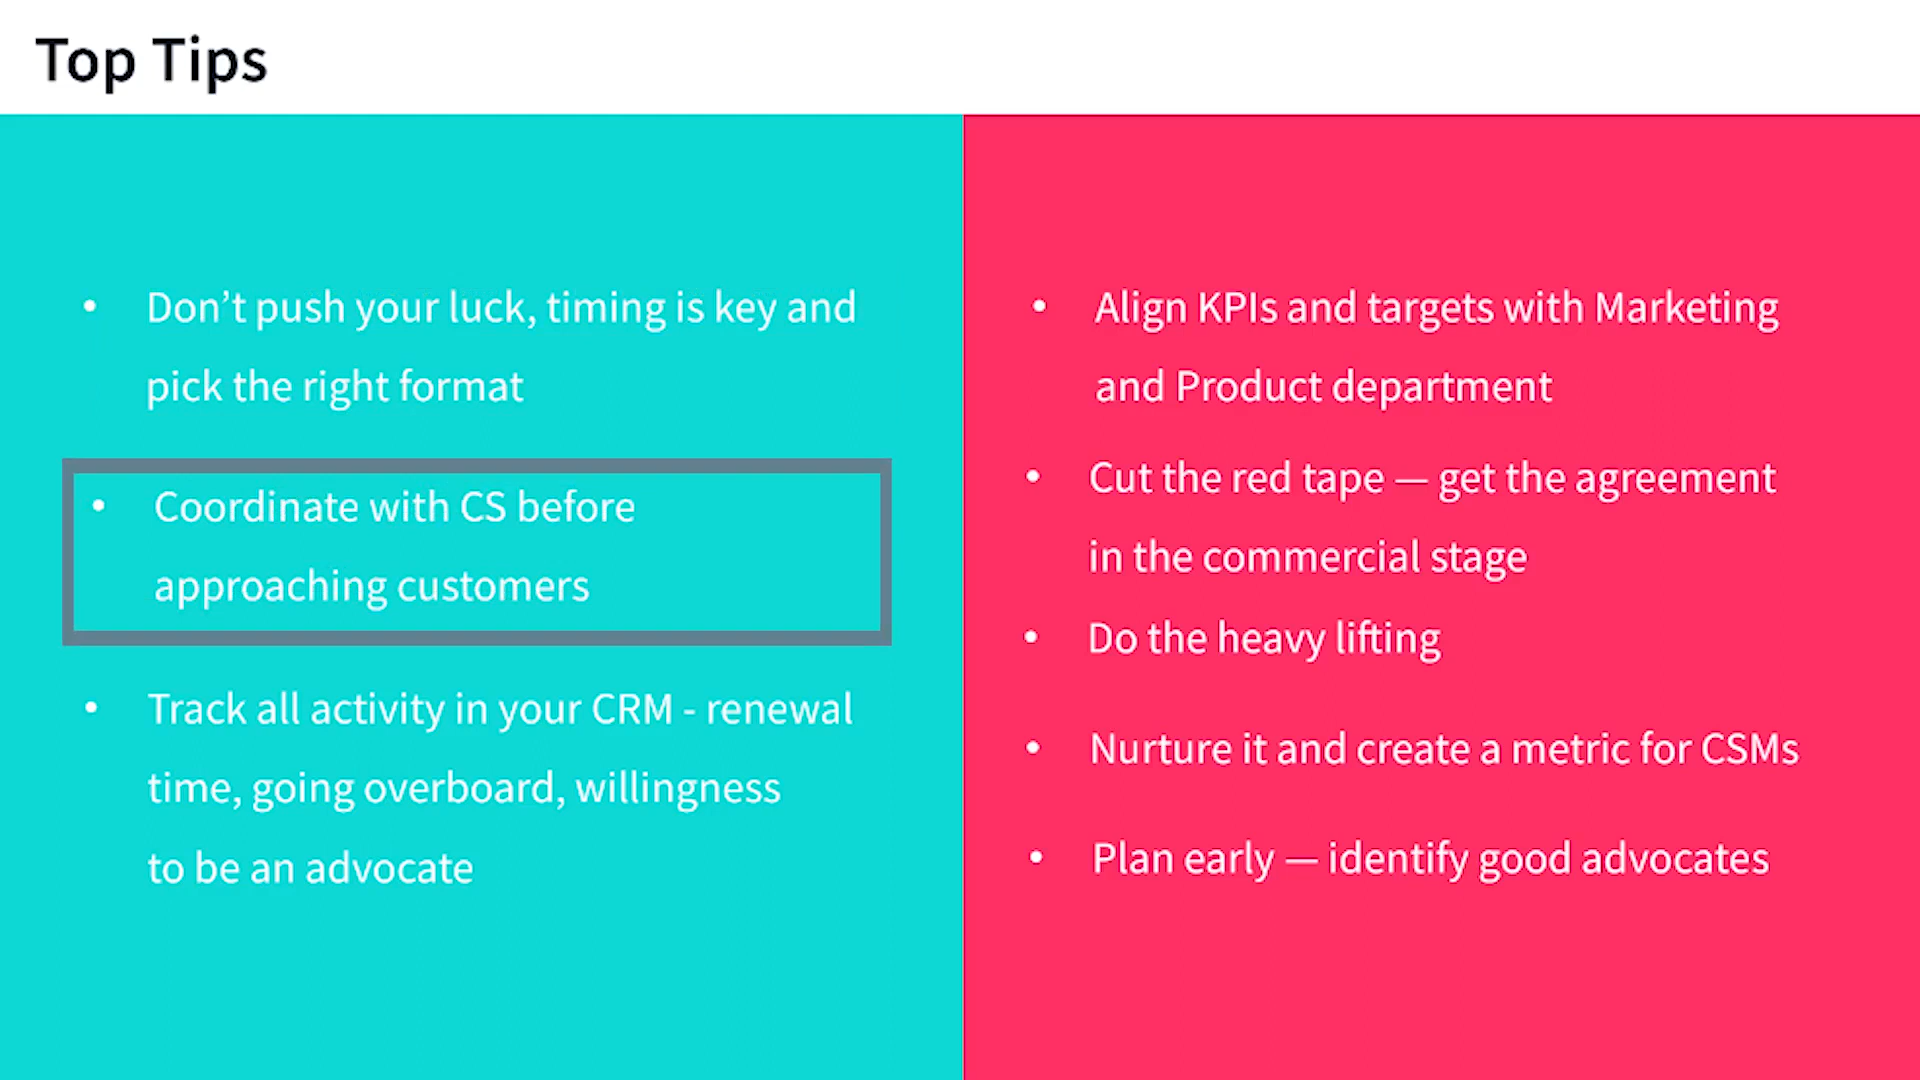 Top Tips
• Don’t push your luck, timing is key and
pick the right format
• Coordinate with CS before
approaching customers
• Track all activity in your CRM - renewal
time, going overboard, willingness
to be an advocate
• Align KPIs and targets with Marketing
and Product department
• Cut the red tape — get the agreement
in the commercial stage
• Do the heavy lifting
• Nurture it and create a metric for CSMs
• Plan early — identify good advocates